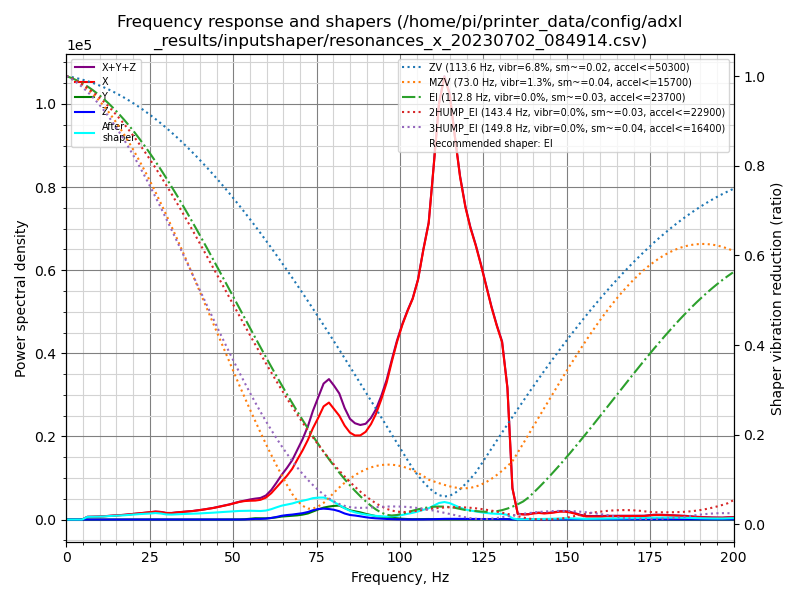 Frequency response and shapers (/home/pi/printer_data/config/adxl
_results/inputshaper/resonances_x_20230702_084914.csv)
1e5
X+Y+Z
X
Y
Z
After
shaper
ZV (113.6 Hz, vibr=6.8%, sm~=0.02, accel<=50300)
MZV (73.0 Hz, vibr=1.3%, sm~=0.04, accel<=15700)
EI (112.8 Hz, vibr=0.0%, sm~=0.03, accel<=23700)
2HUMP_EI (143.4 Hz, vibr=0.0%, sm~=0.03, accel<=22900)
3HUMP_EI (149.8 Hz, vibr=0.0%, sm~=0.04, accel<=16400)
Recommended shaper: EI
Power spectral density
1.0
0.8
0.6
0.4
0.2
0.0
Shaper vibration reduction (ratio)
1.0
0.8
0.6
0.4
0.2
0.0
0 25 50 75 100 125 150 175 200
Frequency, Hz